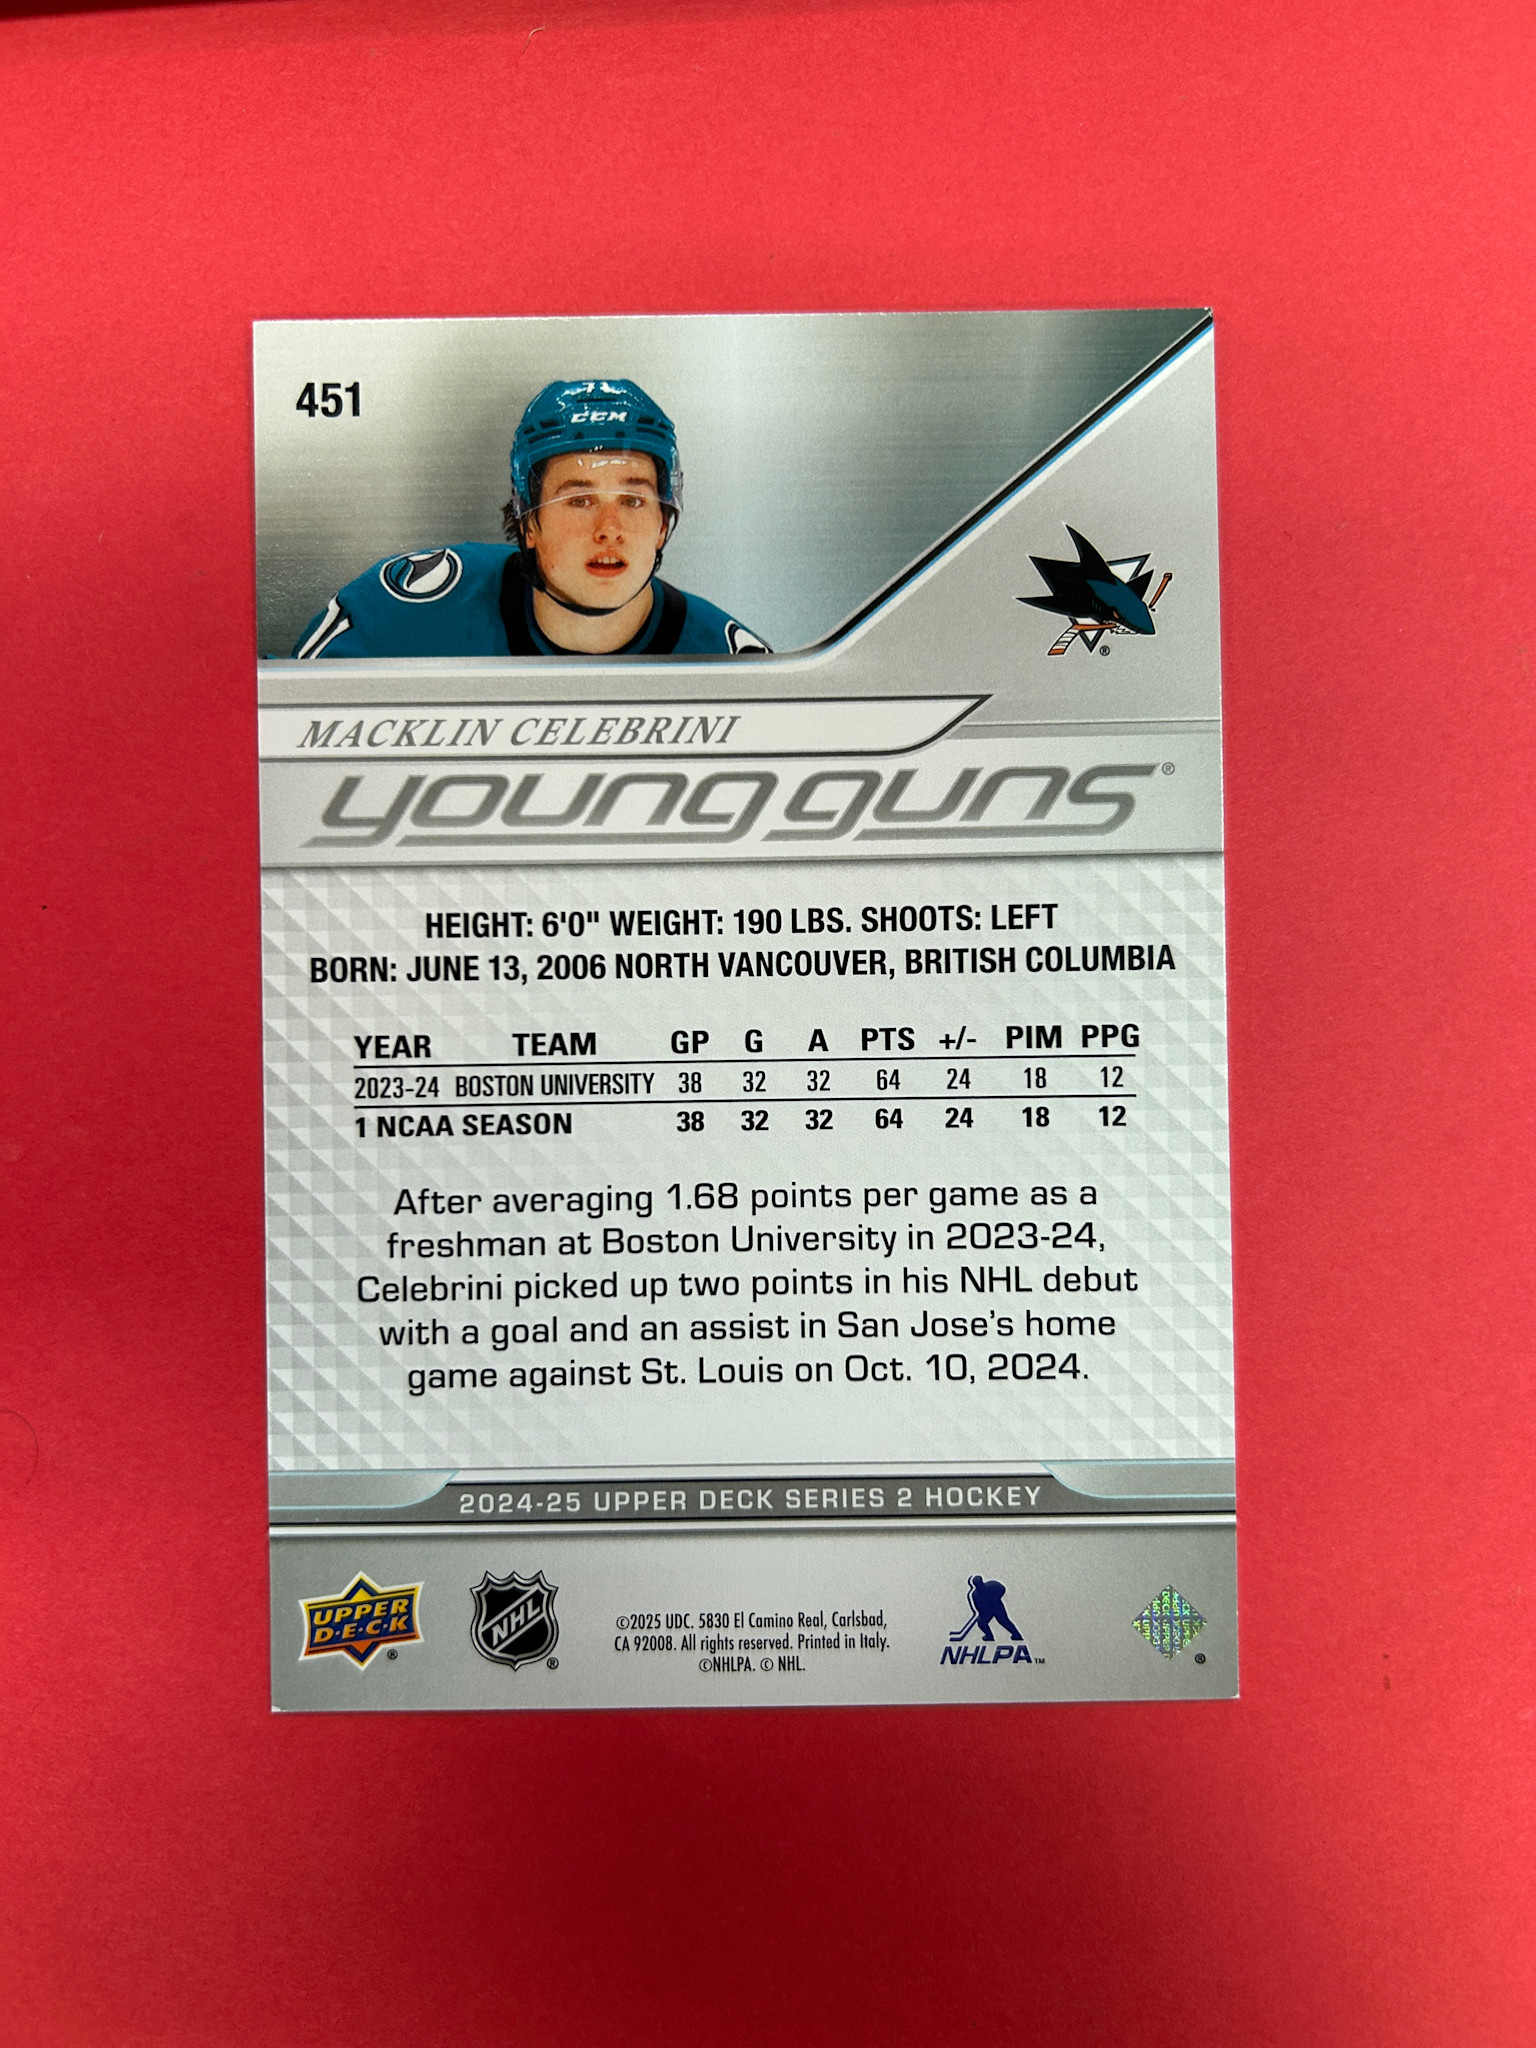 451
CCM
MACKLIN CELEBRINI
young guns®
HEIGHT: 6'0" WEIGHT: 190 LBS. SHOOTS: LEFT
BORN: JUNE 13, 2006 NORTH VANCOUVER, BRITISH COLUMBIA
YEAR TEAM GP G A PTS +/- PIM PPG
2023-24 BOSTON UNIVERSITY 38 32 32 64 24 18 12
1 NCAA SEASON 38 32 32 64 24 18 12
After averaging 1.68 points per game as a
freshman at Boston University in 2023-24,
Celebrini picked up two points in his NHL debut
with a goal and an assist in San Jose's home
game against St. Louis on Oct. 10, 2024.
2024-25 UPPER DECK SERIES 2 HOCKEY
UPPER
D·E·C·K®
NHL®
©2025 UDC. 5830 El Camino Real, Carlsbad,
CA 92008. All rights reserved. Printed in Italy.
©NHLPA. © NHL.
NHLPA™
®